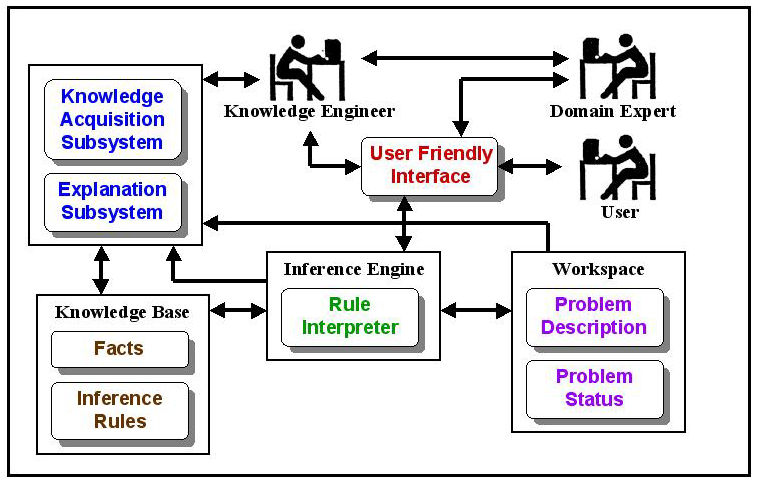 Knowledge
Acquisition
Subsystem
Explanation
Subsystem
Knowledge Engineer
Domain Expert
User Friendly
Interface
User
Knowledge Base
Facts
Inference
Rules
Inference Engine
Rule
Interpreter
Workspace
Problem
Description
Problem
Status